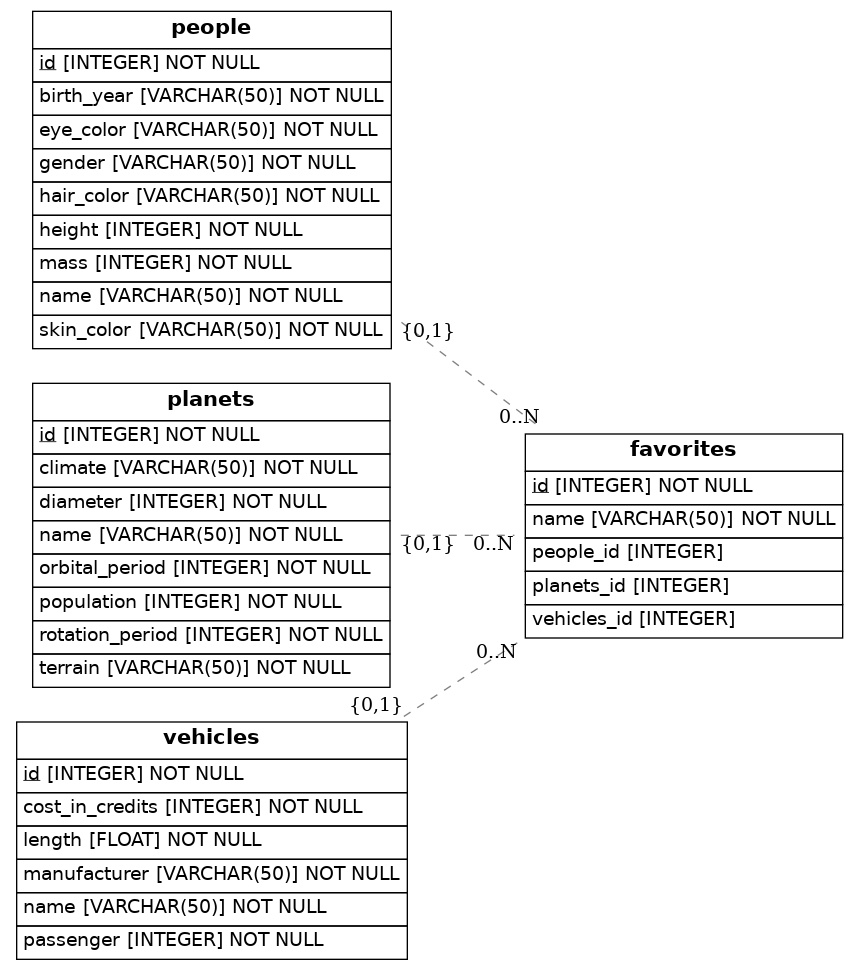 people
id [INTEGER] NOT NULL
birth_year [VARCHAR(50)] NOT NULL
eye_color [VARCHAR(50)] NOT NULL
gender [VARCHAR(50)] NOT NULL
hair_color [VARCHAR(50)] NOT NULL
height [INTEGER] NOT NULL
mass [INTEGER] NOT NULL
name [VARCHAR(50)] NOT NULL
skin_color [VARCHAR(50)] NOT NULL
{0,1}
0..N
planets
id [INTEGER] NOT NULL
climate [VARCHAR(50)] NOT NULL
diameter [INTEGER] NOT NULL
name [VARCHAR(50)] NOT NULL
orbital_period [INTEGER] NOT NULL
population [INTEGER] NOT NULL
rotation_period [INTEGER] NOT NULL
terrain [VARCHAR(50)] NOT NULL
{0,1}
0..N
favorites
id [INTEGER] NOT NULL
name [VARCHAR(50)] NOT NULL
people_id [INTEGER]
planets_id [INTEGER]
vehicles_id [INTEGER]
0..N
{0,1}
vehicles
id [INTEGER] NOT NULL
cost_in_credits [INTEGER] NOT NULL
length [FLOAT] NOT NULL
manufacturer [VARCHAR(50)] NOT NULL
name [VARCHAR(50)] NOT NULL
passenger [INTEGER] NOT NULL